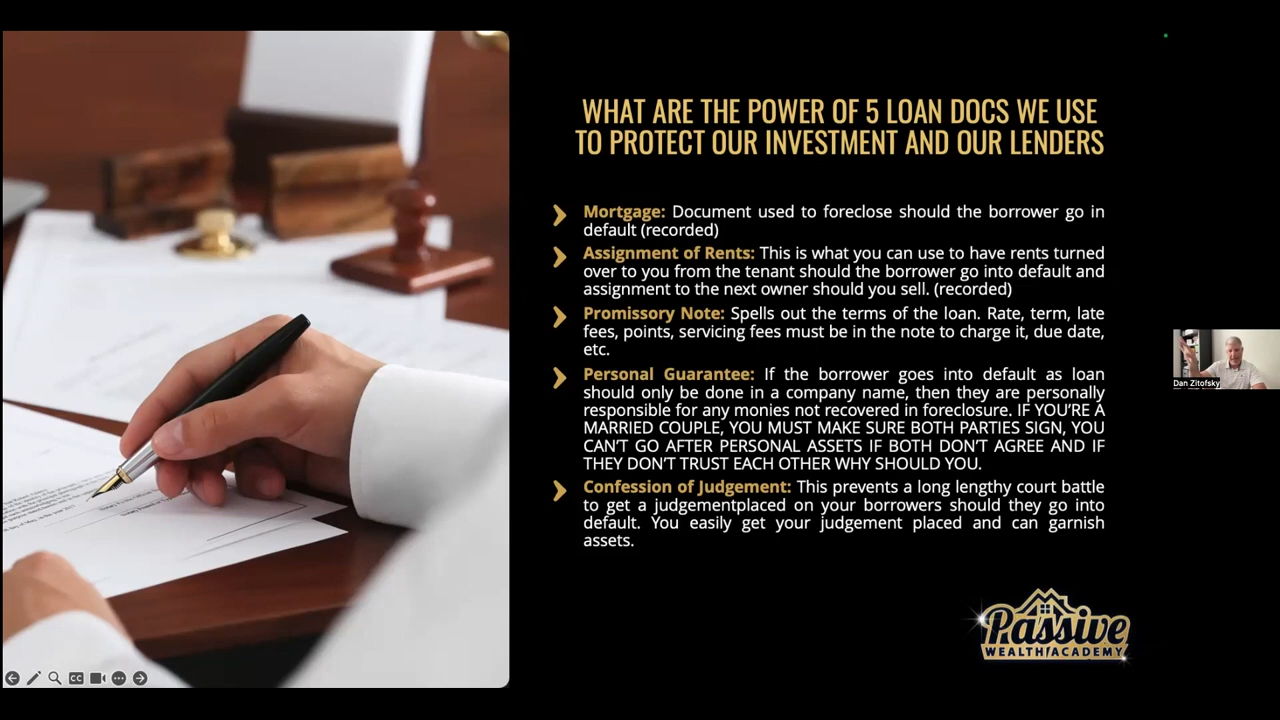 WHAT ARE THE POWER OF 5 LOAN DOCS WE USE
TO PROTECT OUR INVESTMENT AND OUR LENDERS
Mortgage: Document used to foreclose should the borrower go in
default (recorded)
Assignment of Rents: This is what you can use to have rents turned
over to you from the tenant should the borrower go into default and
assignment to the next owner should you sell. (recorded)
Promissory Note: Spells out the terms of the loan. Rate, term, late
fees, points, servicing fees must be in the note to charge it, due date,
etc.
Personal Guarantee: If the borrower goes into default as loan
should only be done in a company name, then they are personally
responsible for any monies not recovered in foreclosure. IF YOU'RE A
MARRIED COUPLE, YOU MUST MAKE SURE BOTH PARTIES SIGN, YOU
CAN'T GO AFTER PERSONAL ASSETS IF BOTH DON'T AGREE AND IF
THEY DON'T TRUST EACH OTHER WHY SHOULD YOU.
Confession of Judgement: This prevents a long lengthy court battle
to get a judgementplaced on your borrowers should they go into
default. You easily get your judgement placed and can garnish
assets.
Dan Zitofsky
Passive
WEALTH ACADEMY
CC